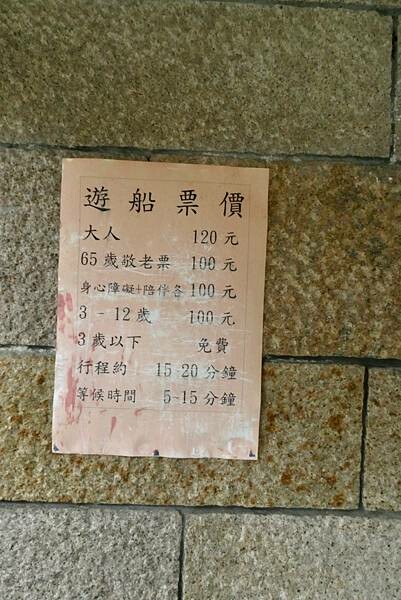 遊船票價
大人 120元
65歲敬老票 100元
身心障礙+陪伴各100元
3-12歲 100元
3歲以下 免費
行程約 15-20分鐘
等候時間 5-15分鐘